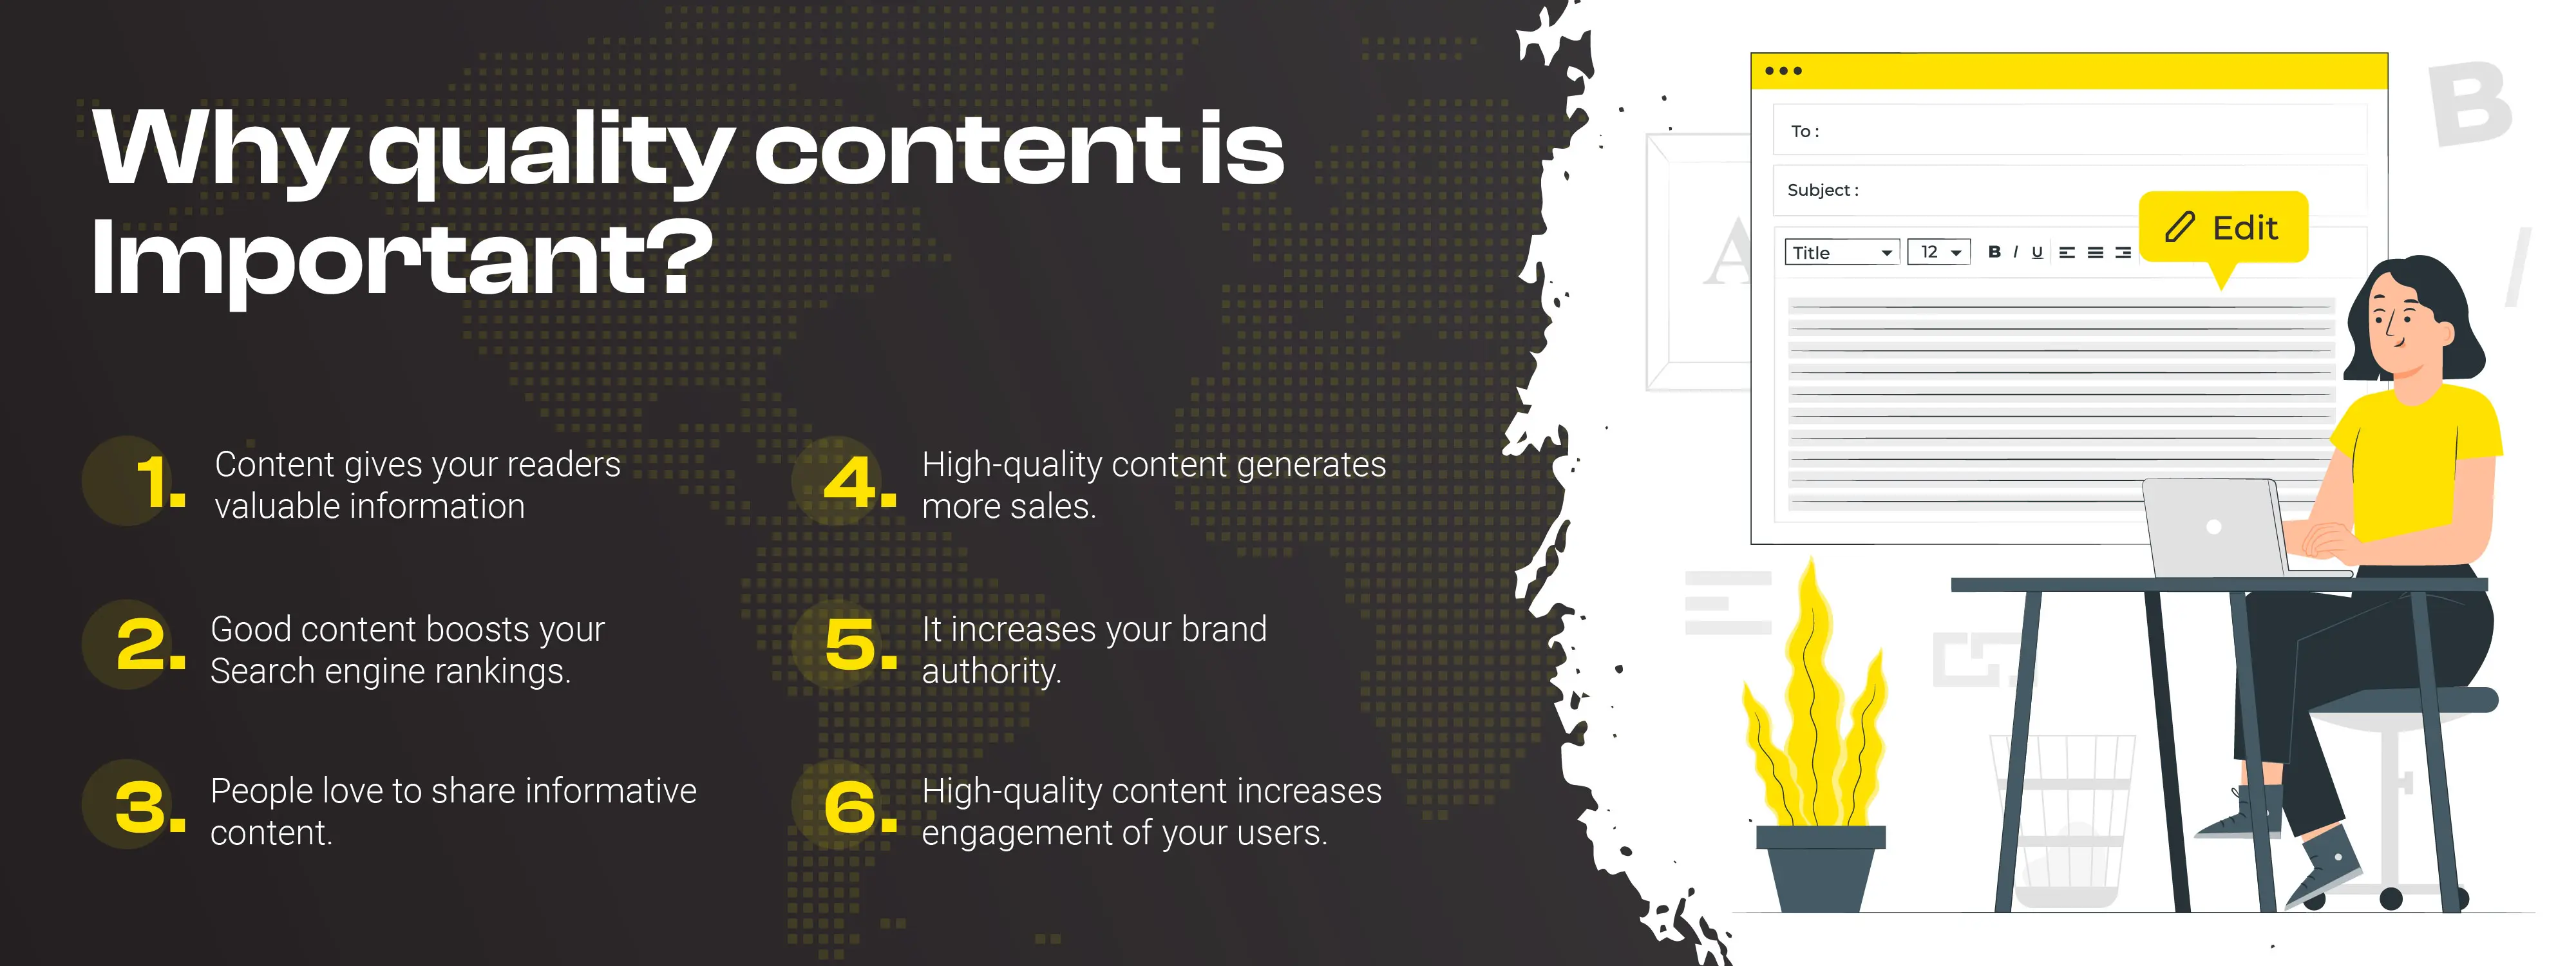 Why quality content is
Important?
1.
Content gives your readers
valuable information
2.
Good content boosts your
Search engine rankings.
3.
People love to share informative
content.
4.
High-quality content generates
more sales.
5.
It increases your brand
authority.
6.
High-quality content increases
engagement of your users.
To :
Subject :
Edit
Title 12 B I U
A
B
I